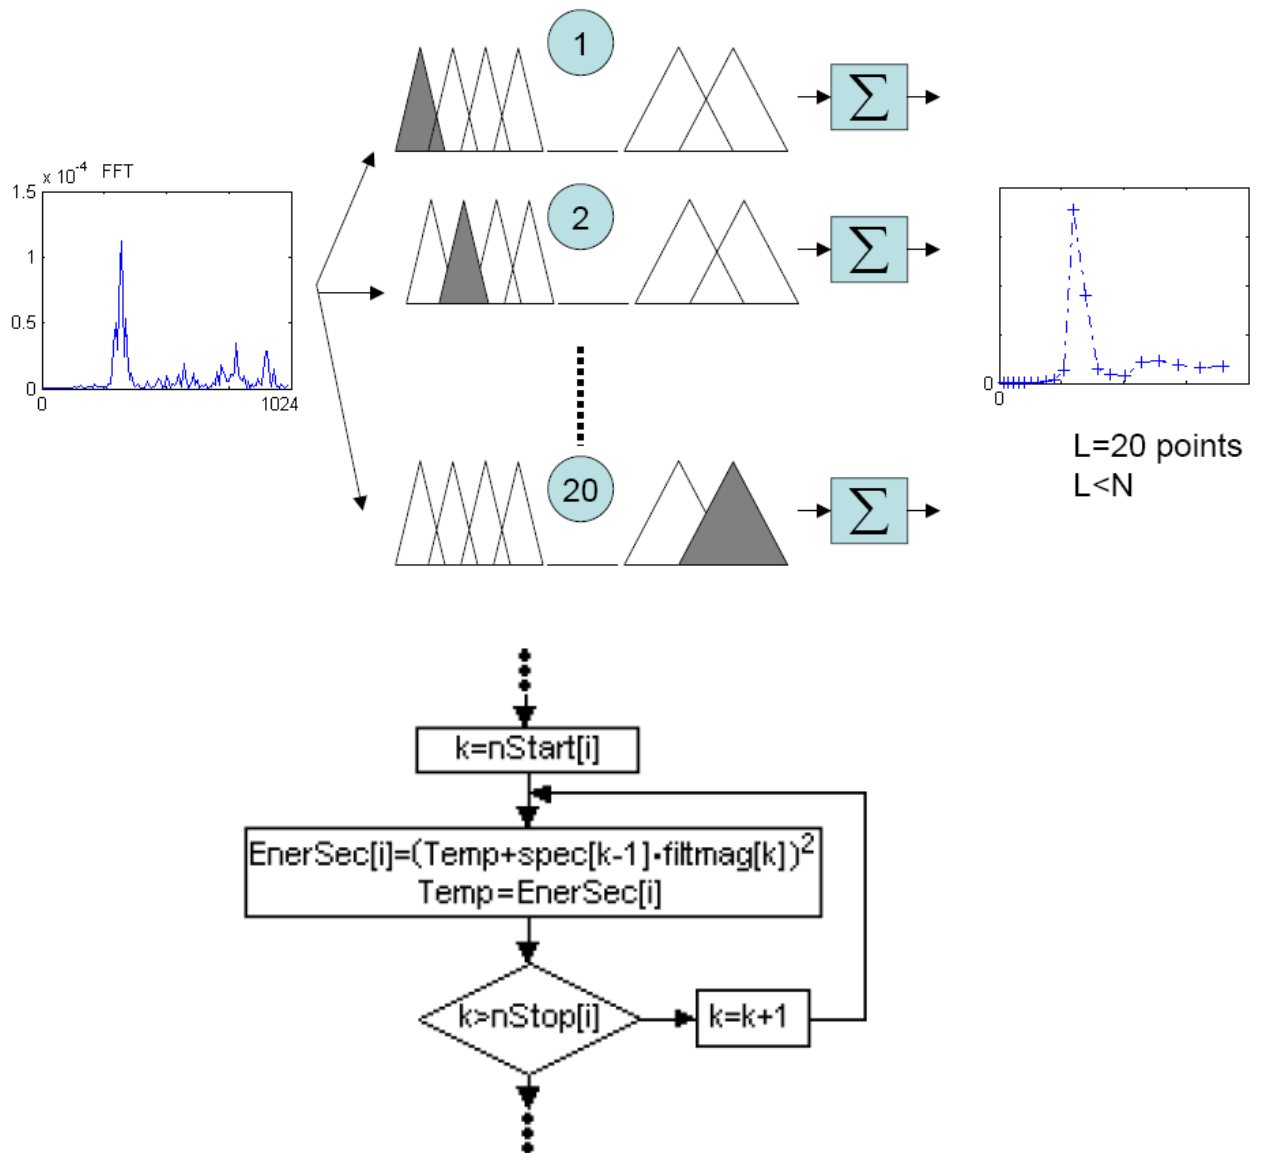 1
∑
x 10⁻⁴ FFT
1.5
1
0.5
0
0
1024
2
∑
0
0
L=20 points
L<N
20
∑
k=nStart[i]
EnerSec[i]=(Temp+spec[k-1]·filtmag[k])²
Temp=EnerSec[i]
k>nStop[i]
k=k+1